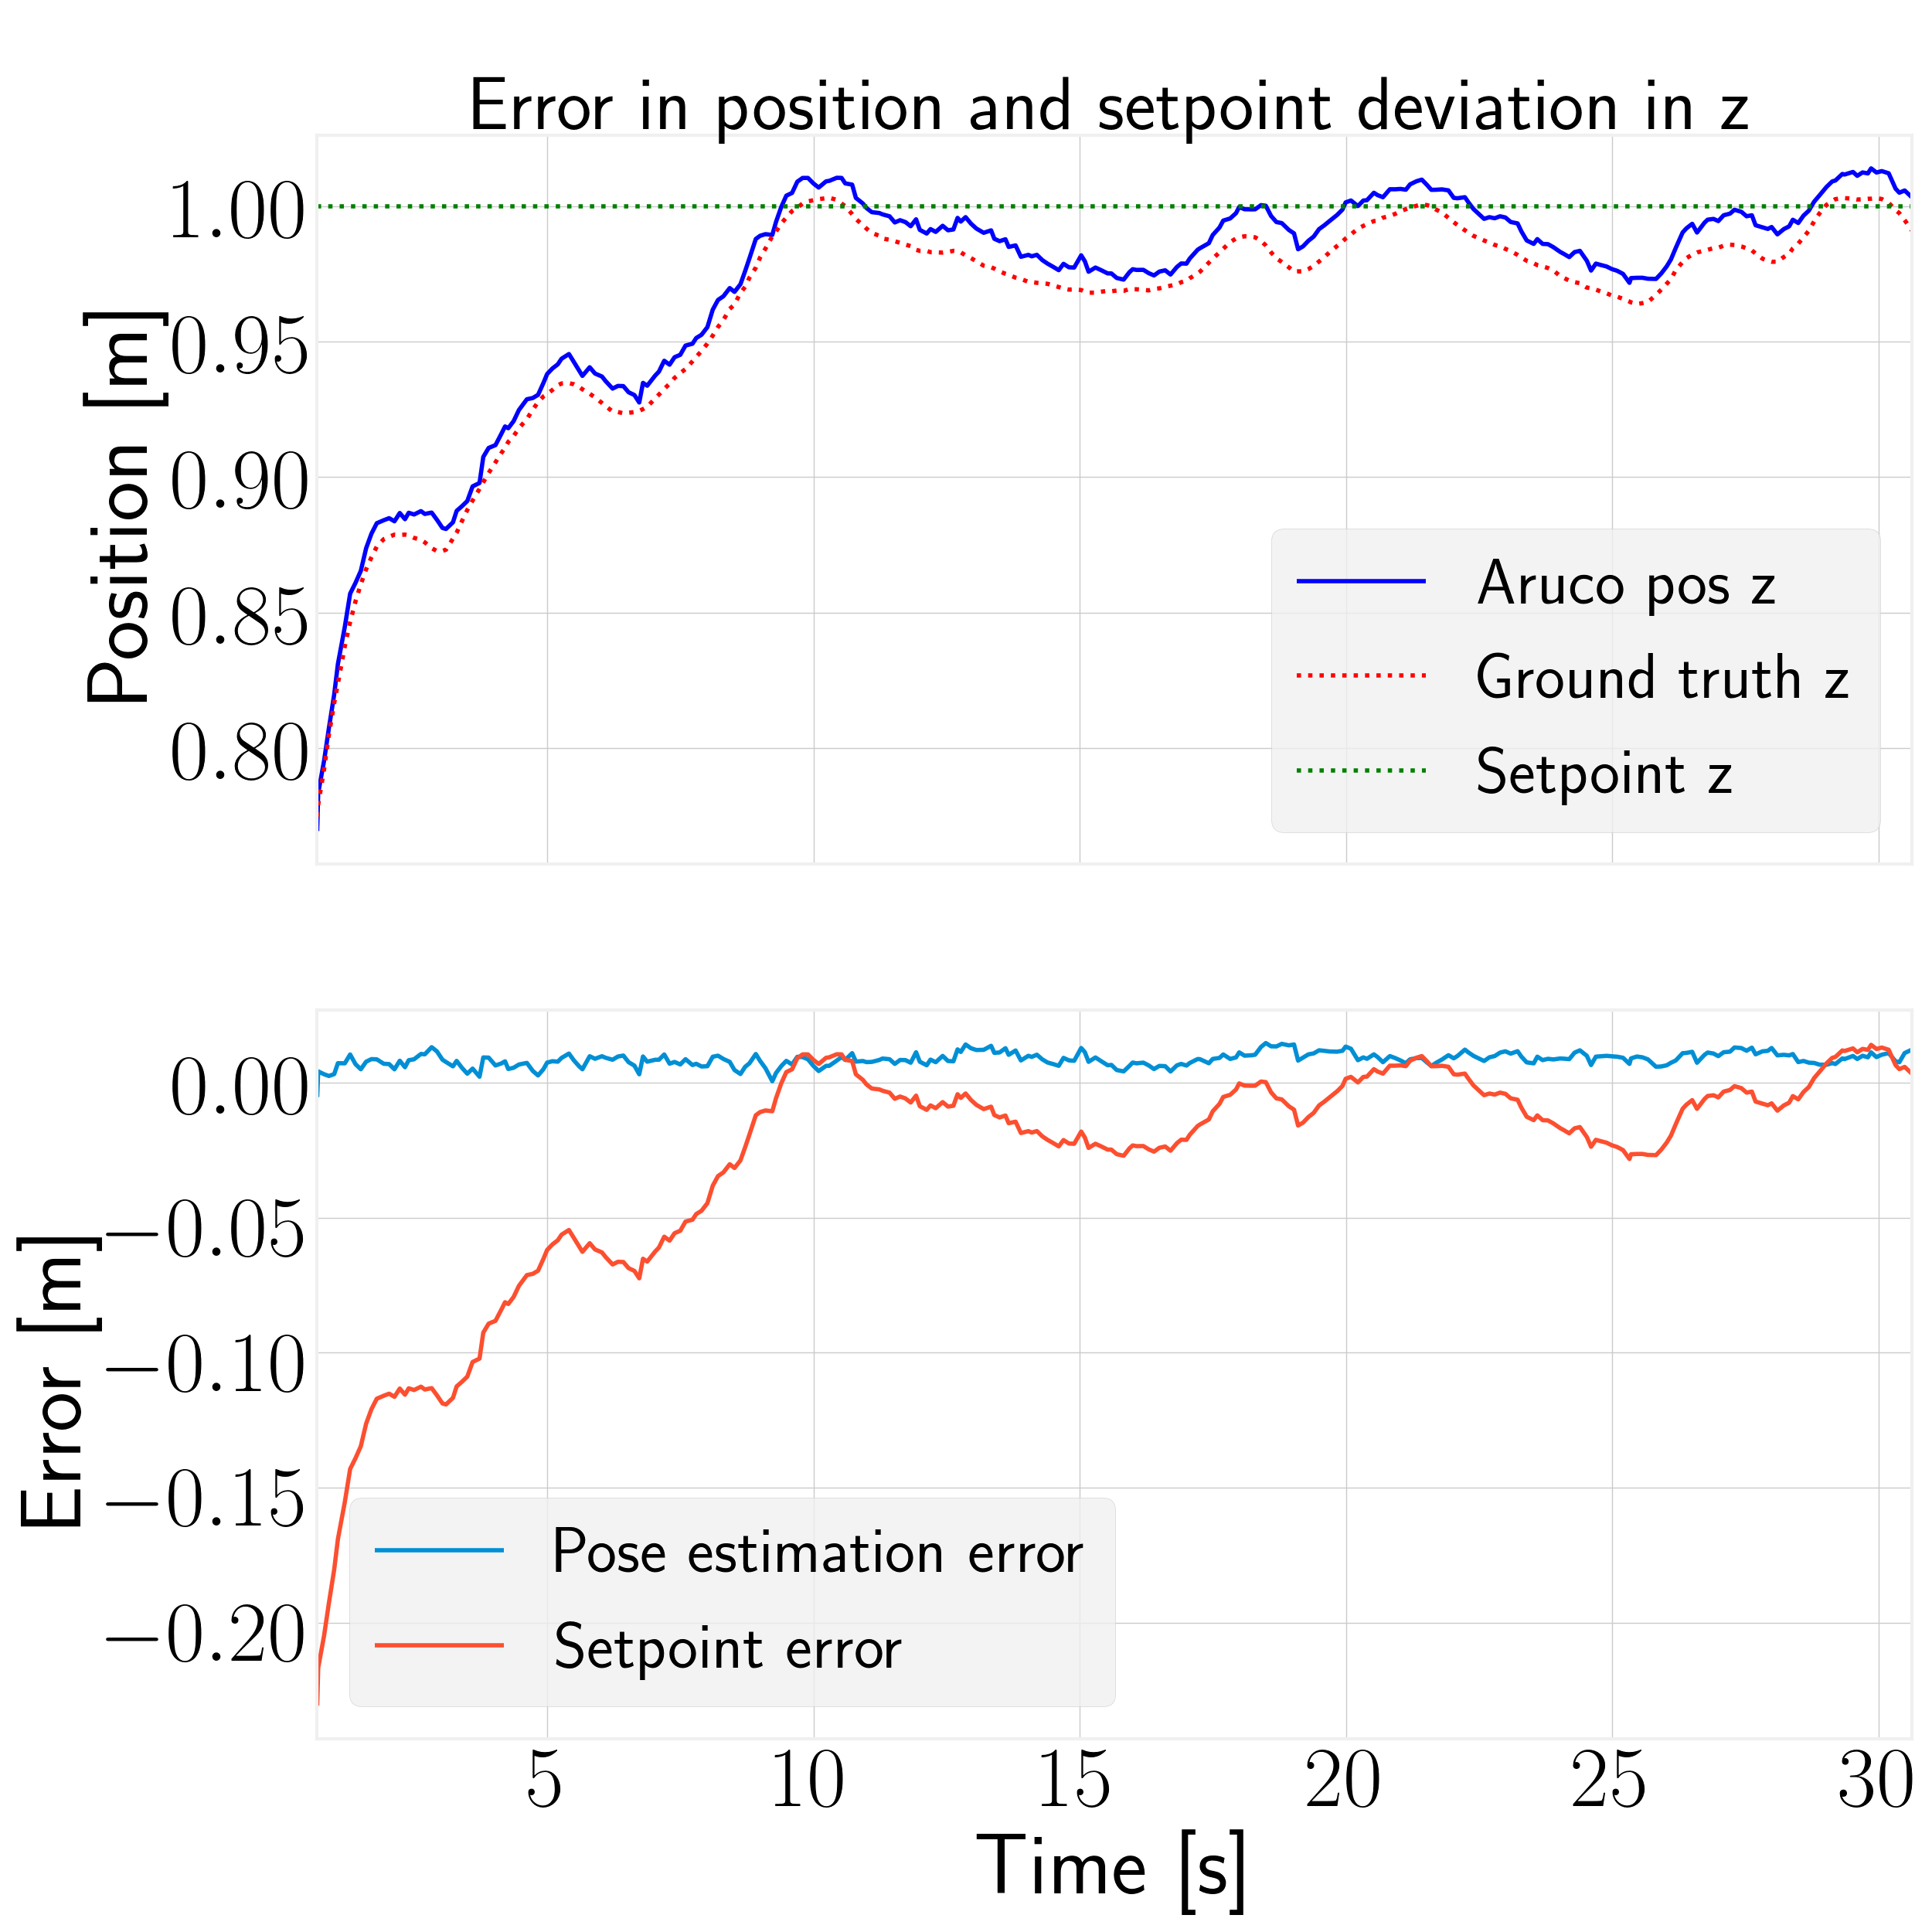 Error in position and setpoint deviation in z
Position [m]
1.00
0.95
0.90
0.85
0.80
Aruco pos z
Ground truth z
Setpoint z
Error [m]
0.00
−0.05
−0.10
−0.15
−0.20
Pose estimation error
Setpoint error
5 10 15 20 25 30
Time [s]